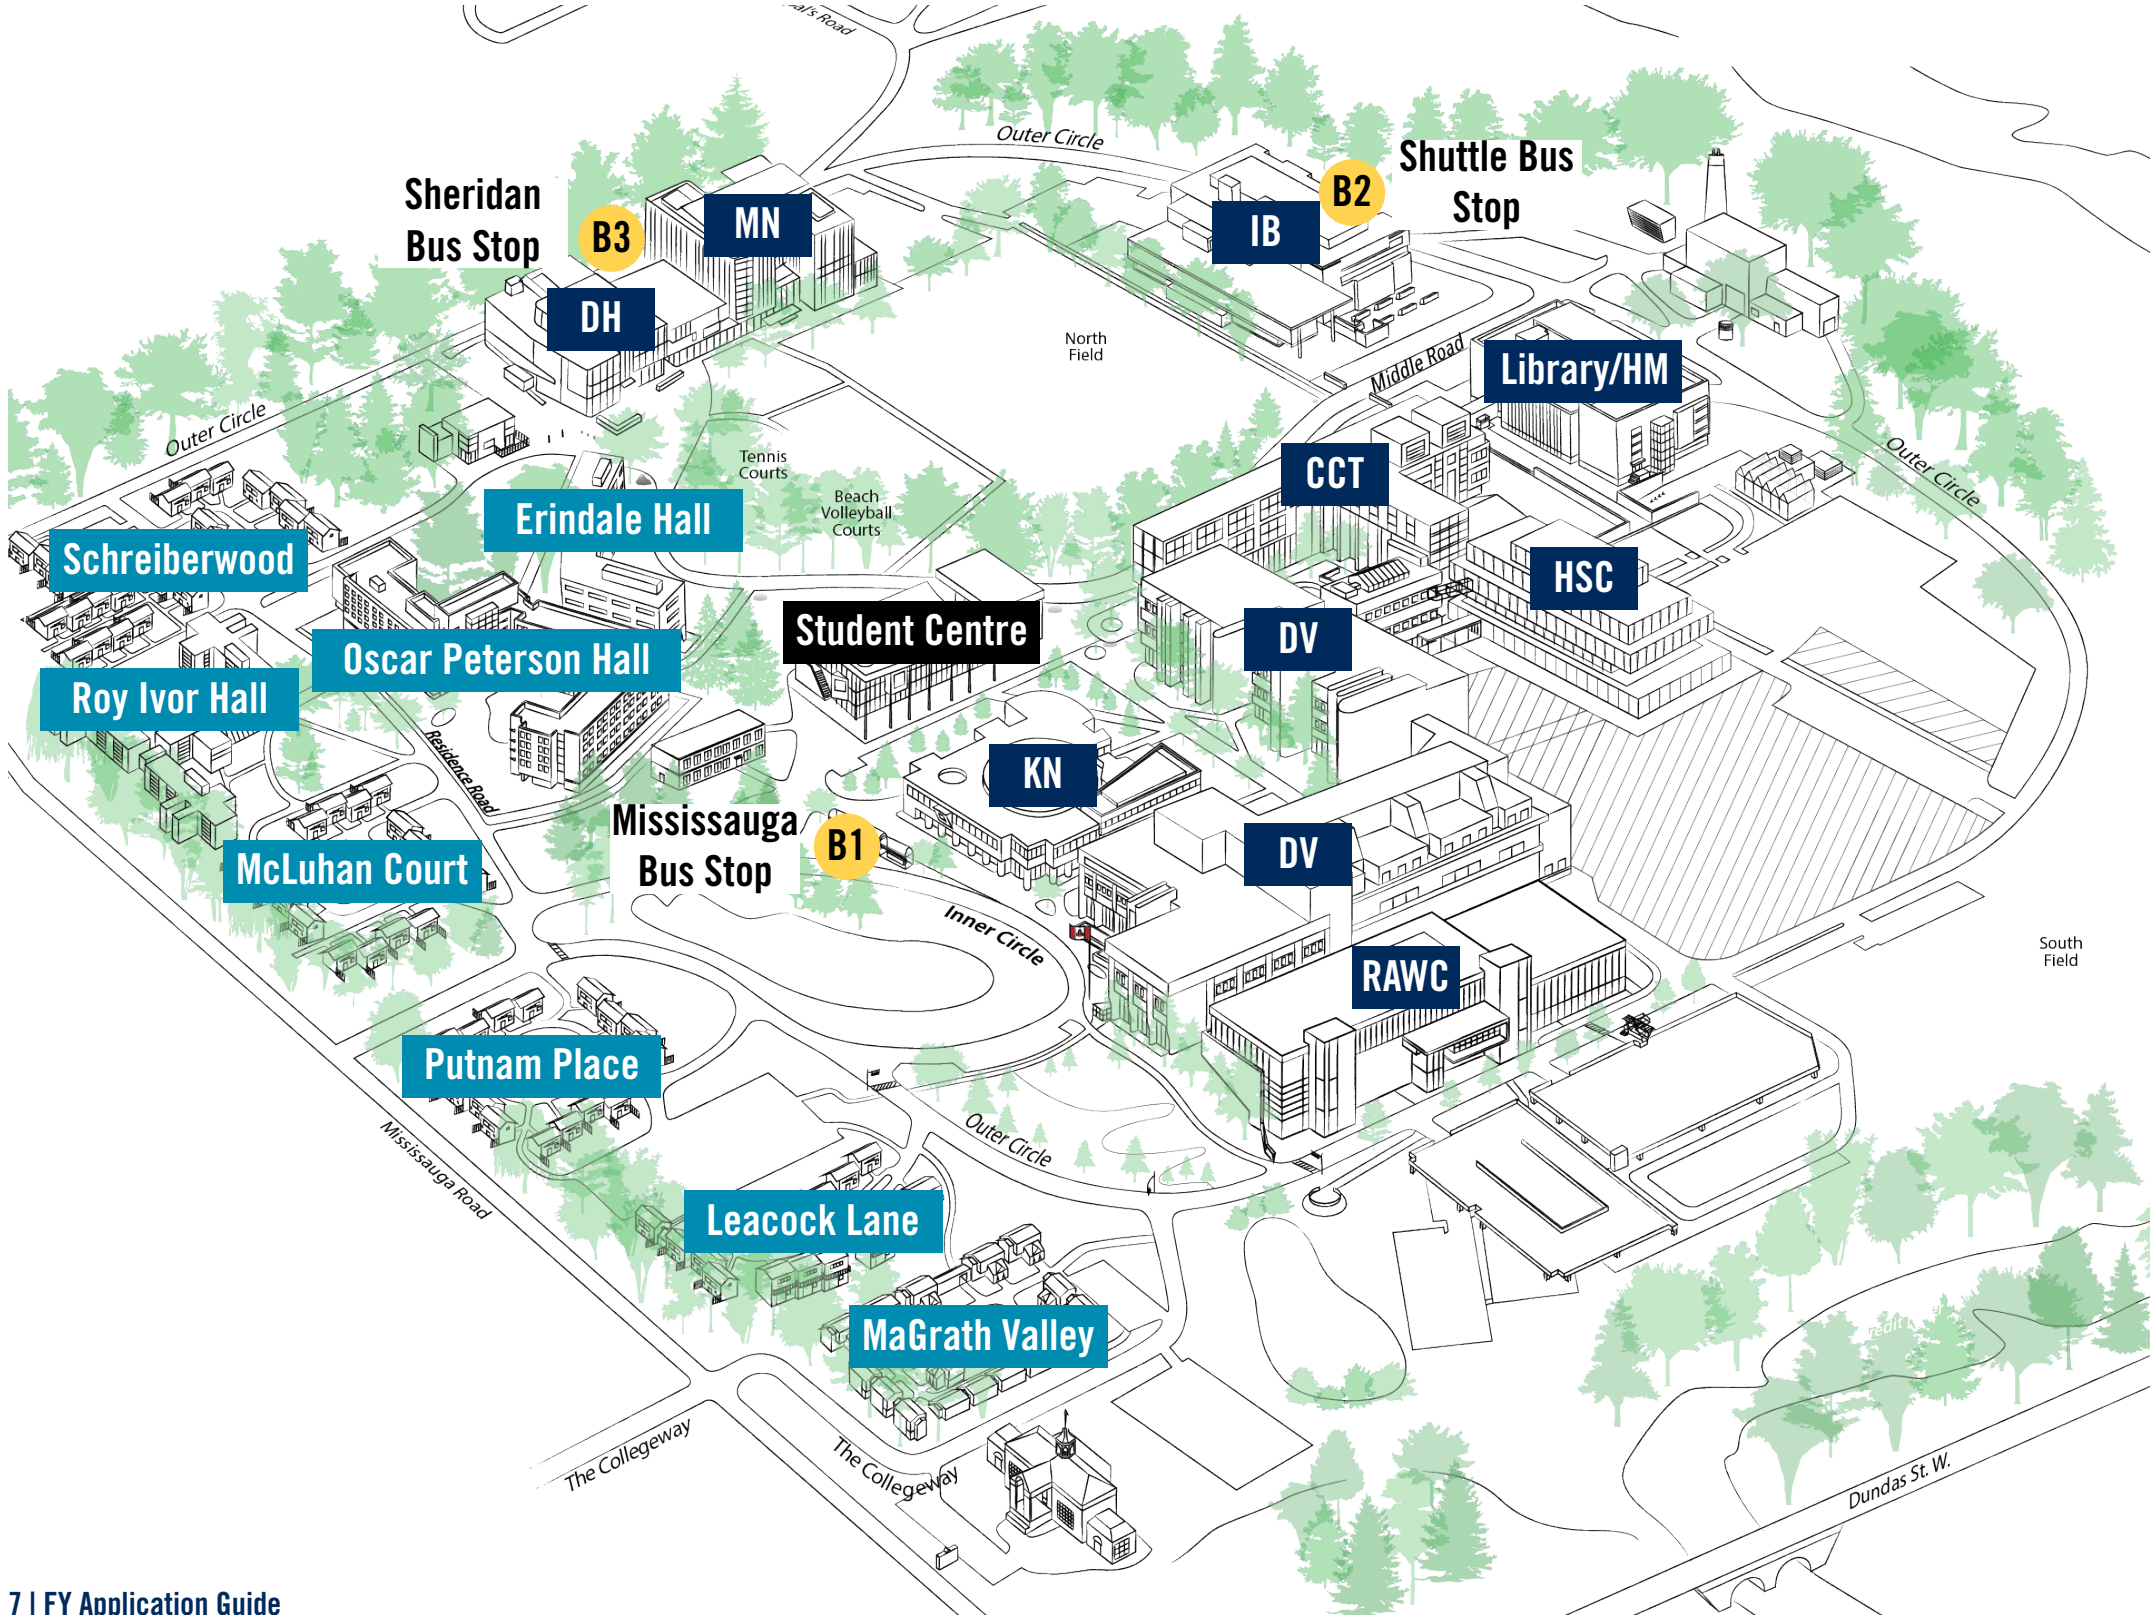 al's Road
Outer Circle
Shuttle Bus
Stop
B2
IB
Sheridan
Bus Stop
B3
MN
DH
North
Field
Middle Road
Library/HM
Outer Circle
Outer Circle
Tennis
Courts
Beach
Volleyball
Courts
CCT
Erindale Hall
Schreiberwood
HSC
Student Centre
DV
Oscar Peterson Hall
Roy Ivor Hall
Residence Road
KN
Mississauga
Bus Stop
B1
DV
McLuhan Court
Inner Circle
RAWC
South
Field
Putnam Place
Outer Circle
Mississauga Road
Leacock Lane
MaGrath Valley
The Collegeway
The Collegeway
Dundas St. W.
7 | FY Application Guide